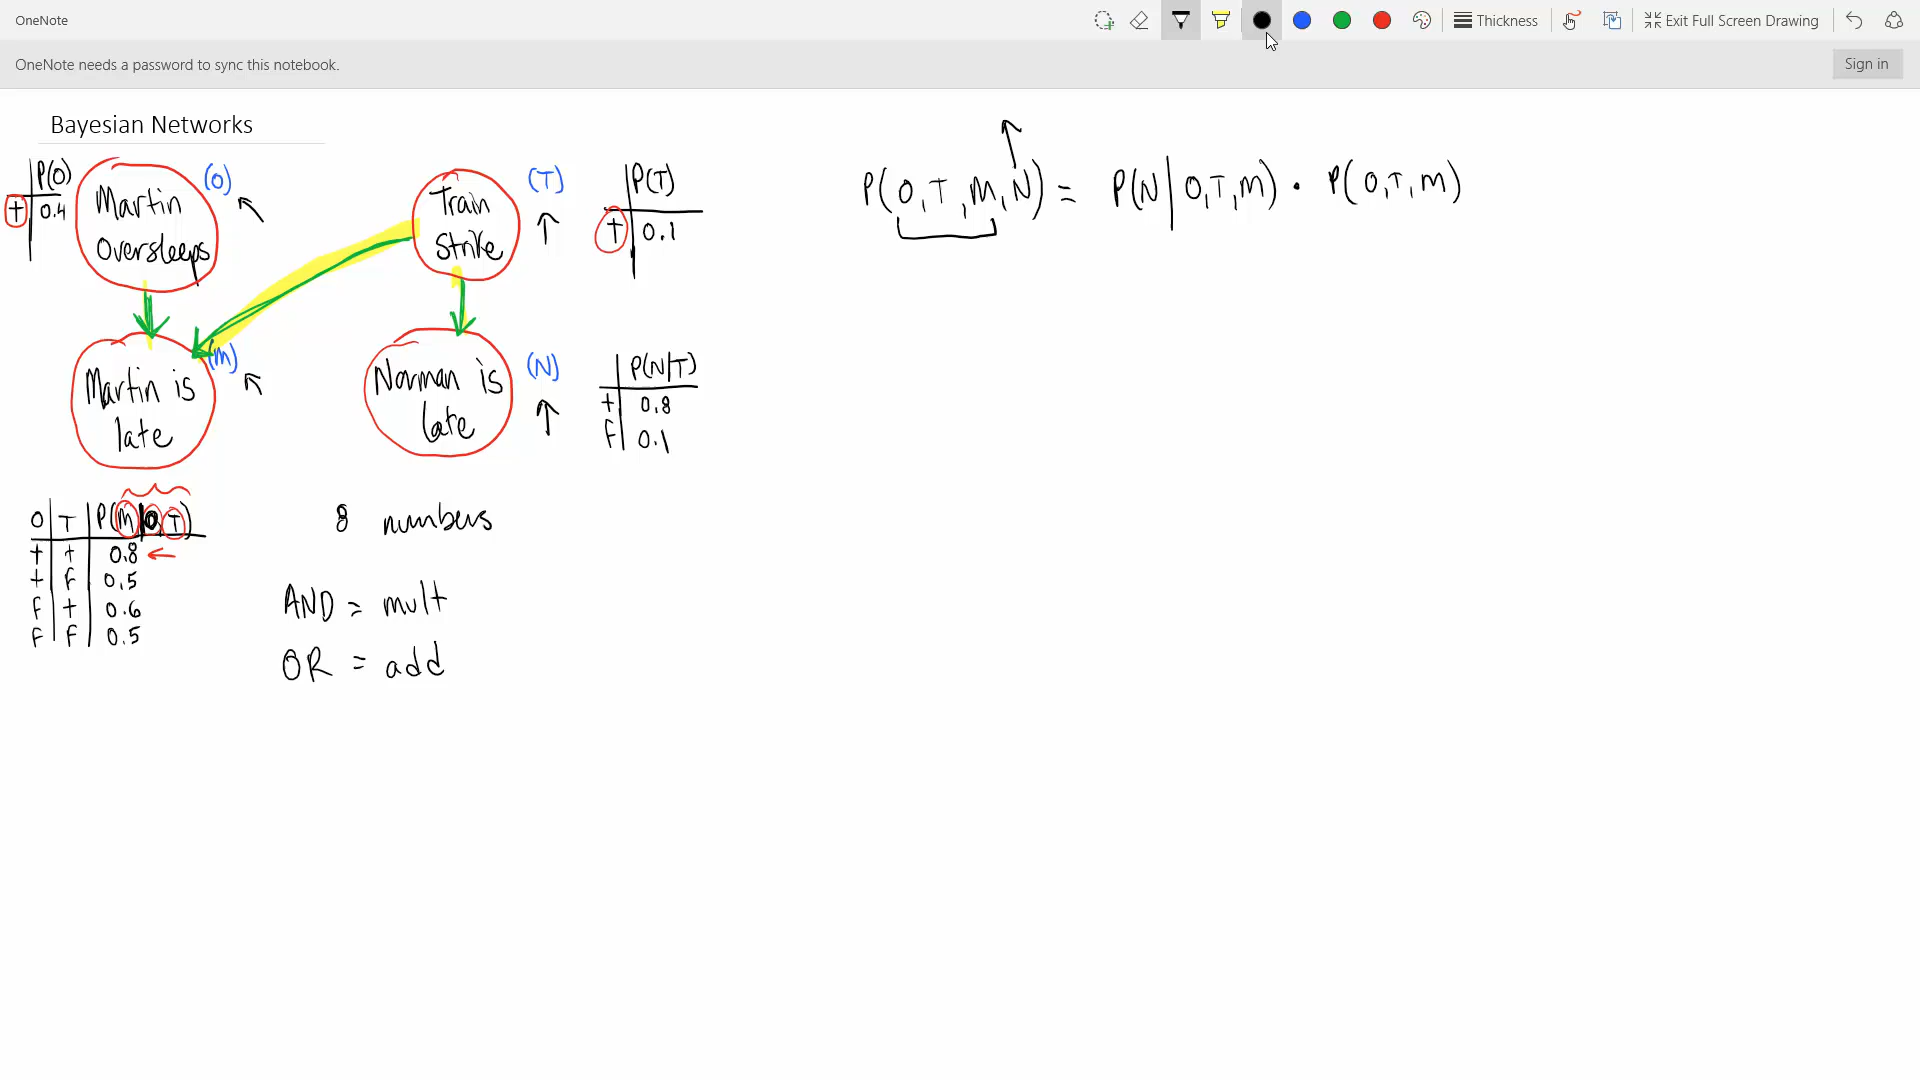 OneNote
Thickness
Exit Full Screen Drawing
OneNote needs a password to sync this notebook.
Sign in
Bayesian Networks
P(O)
T 0.4
Martin
Oversleeps
(O)
Train
Strike
(T)
P(T)
T 0.1
P(O,T,M,N) = P(N|O,T,M) · P(O,T,M)
Martin is
late
(M)
Norman is
late
(N)
P(N|T)
T 0.8
F 0.1
O T P(M|O,T)
T T 0.8
T F 0.5
F T 0.6
F F 0.5
8 numbers
AND = mult
OR = add